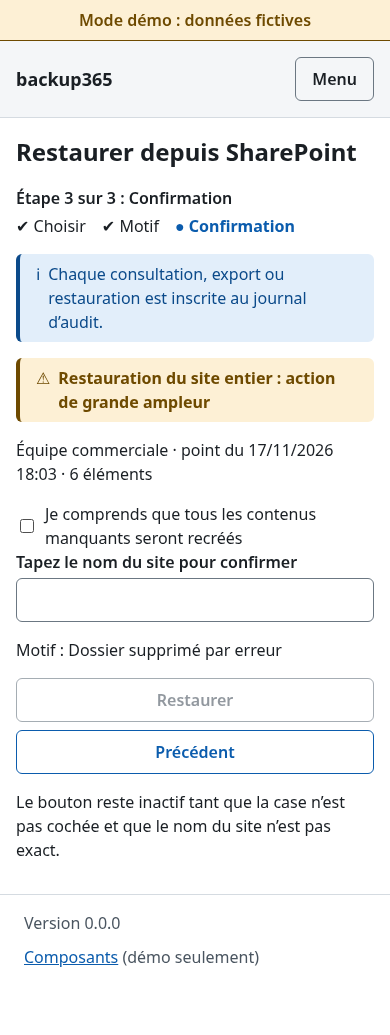 Mode démo : données fictives
backup365
Menu
Restaurer depuis SharePoint
Étape 3 sur 3 : Confirmation
✔ Choisir ✔ Motif ● Confirmation
i Chaque consultation, export ou
restauration est inscrite au journal
d’audit.
⚠ Restauration du site entier : action
de grande ampleur
Équipe commerciale · point du 17/11/2026
18:03 · 6 éléments
Je comprends que tous les contenus
manquants seront recréés
Tapez le nom du site pour confirmer
Motif : Dossier supprimé par erreur
Restaurer
Précédent
Le bouton reste inactif tant que la case n’est
pas cochée et que le nom du site n’est pas
exact.
Version 0.0.0
Composants (démo seulement)